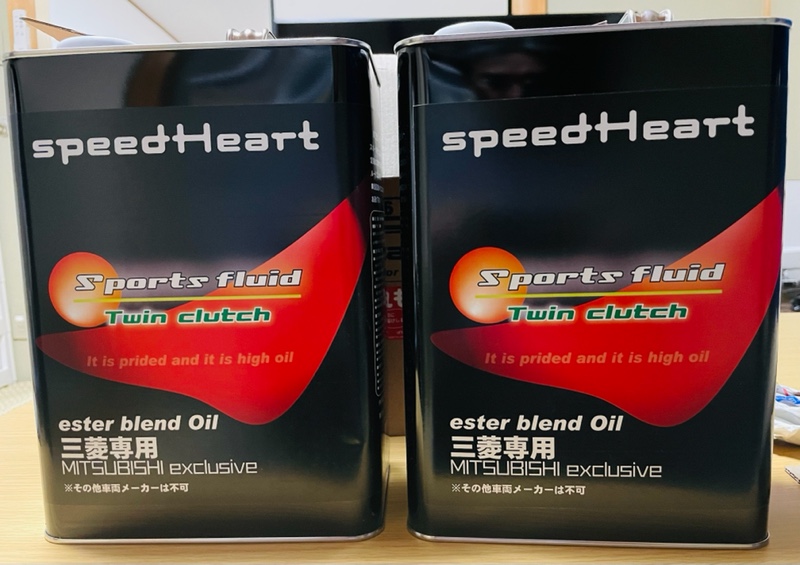 speedHeart
Sports fluid
Twin clutch
It is prided and it is high oil
ester blend Oil
三菱専用
MITSUBISHI exclusive
※その他車両メーカーは不可
speedHeart
Sports fluid
Twin clutch
It is prided and it is high oil
ester blend Oil
三菱専用
MITSUBISHI exclusive
※その他車両メーカーは不可